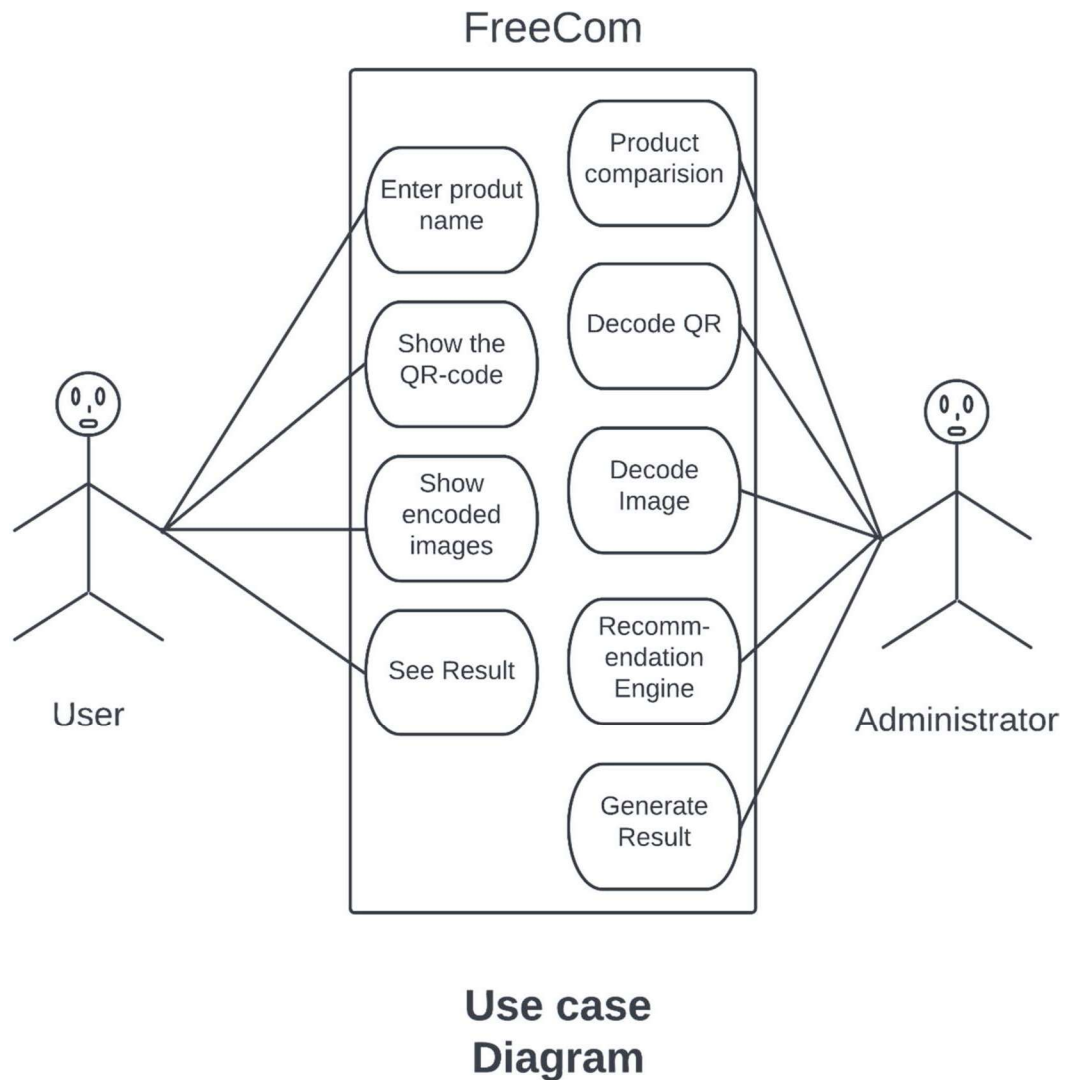 FreeCom
Enter produt
name
Show the
QR-code
Show
encoded
images
See Result
Product
comparision
Decode QR
Decode
Image
Recomm-
endation
Engine
Generate
Result
User
Administrator
Use case
Diagram